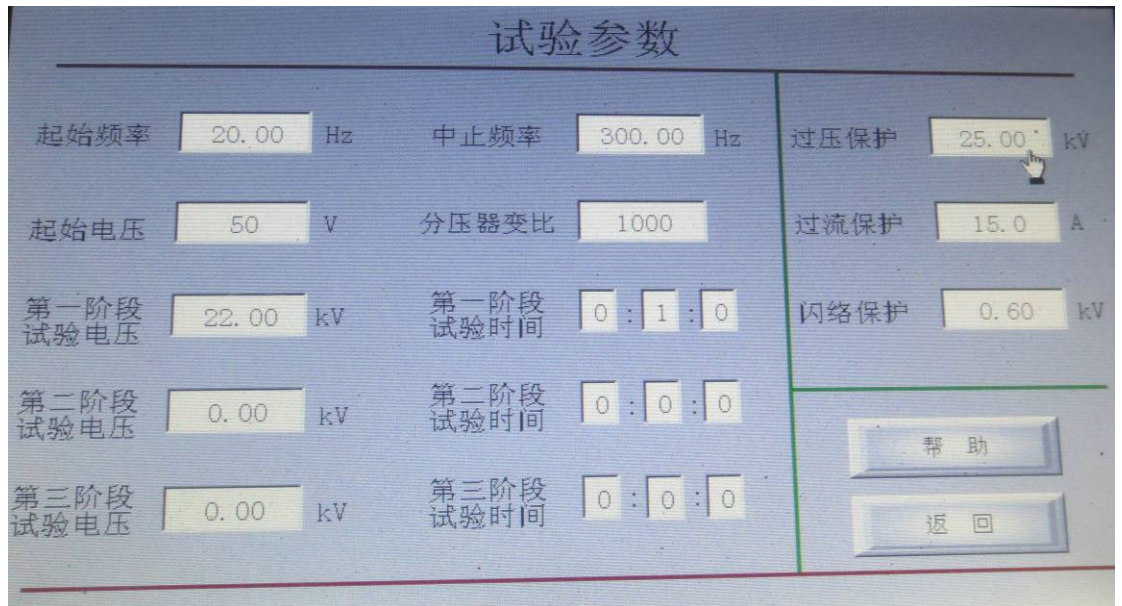 试验参数
起始频率 20.00 Hz 中止频率 300.00 Hz 过压保护 25.00 kV
起始电压 50 V 分压器变比 1000 过流保护 15.0 A
第一阶段 第一阶段
试验电压 22.00 kV 试验时间 0 : 1 : 0 闪络保护 0.60 kV
第二阶段 第二阶段
试验电压 0.00 kV 试验时间 0 : 0 : 0
帮 助
第三阶段 第三阶段
试验电压 0.00 kV 试验时间 0 : 0 : 0
返 回